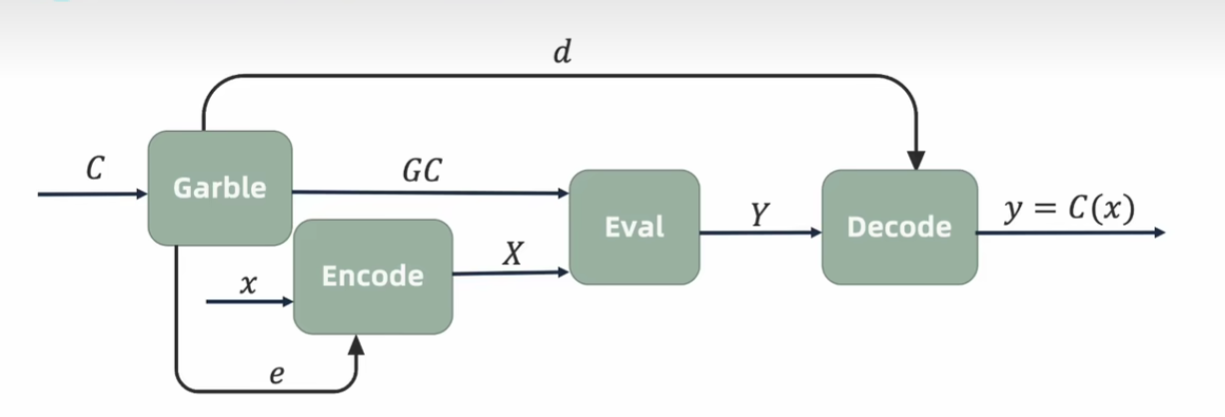 d
C
GC
Garble
Y
y = C(x)
Eval
Decode
X
Encode
x
e